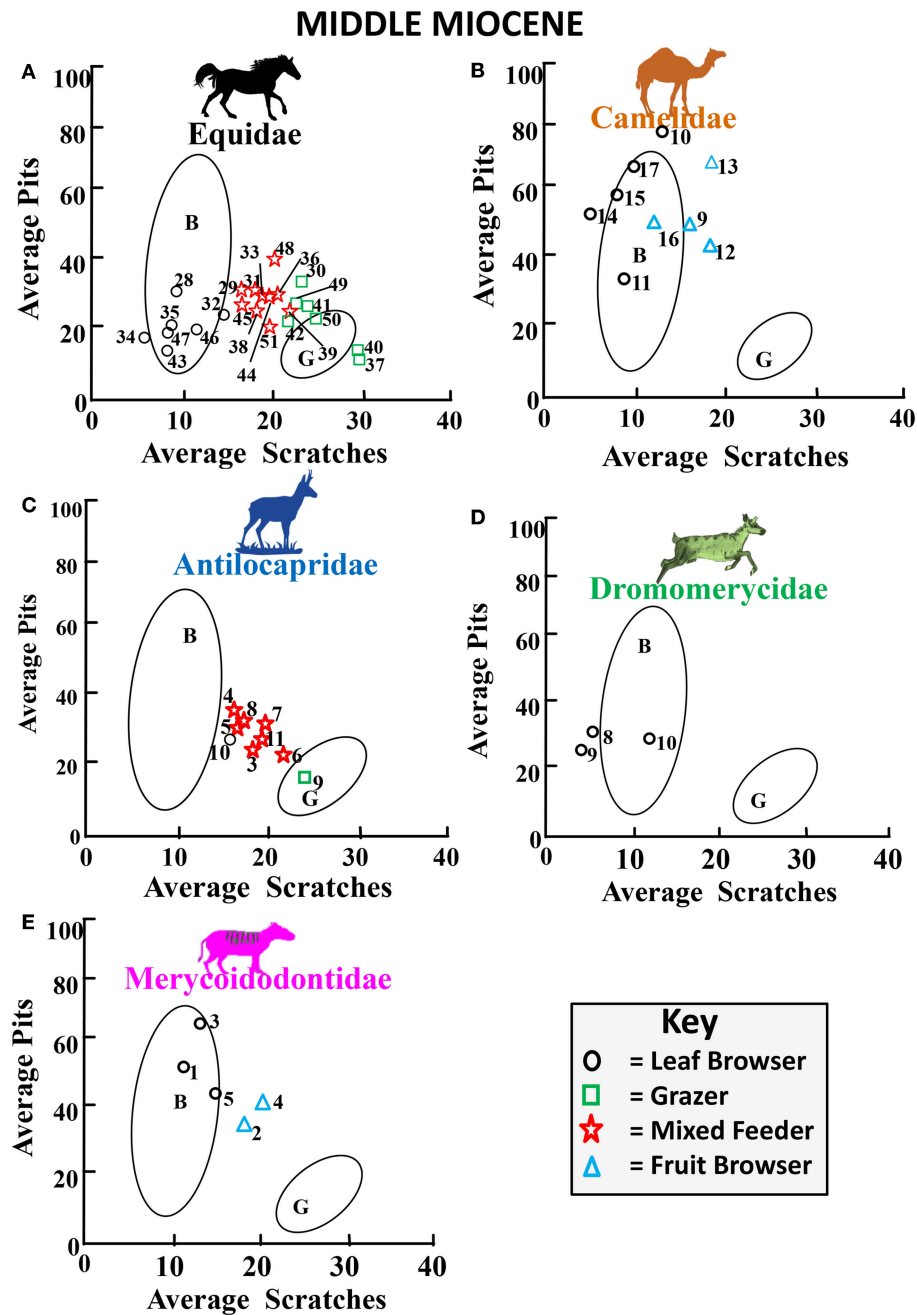 MIDDLE MIOCENE
A
Equidae
100
80
60
40
20
0
Average Pits
B
28
35
34
47
43
46
32
29
31
33
48
36
30
49
45
41
50
38
44
51
42
39
G
40
37
0
10
20
30
40
Average Scratches
B
Camelidae
100
80
60
40
20
0
Average Pits
10
17
13
15
14
16
9
12
B
11
G
0
10
20
30
40
Average Scratches
C
Antilocapridae
100
80
60
40
20
0
Average Pits
B
4
8
7
5
11
10
3
6
9
G
0
10
20
30
40
Average Scratches
D
Dromomerycidae
100
80
60
40
20
0
Average Pits
B
8
9
10
G
0
10
20
30
40
Average Scratches
E
Merycoidodontidae
100
80
60
40
20
0
Average Pits
3
1
B
5
4
2
G
0
10
20
30
40
Average Scratches
Key
= Leaf Browser
= Grazer
= Mixed Feeder
= Fruit Browser